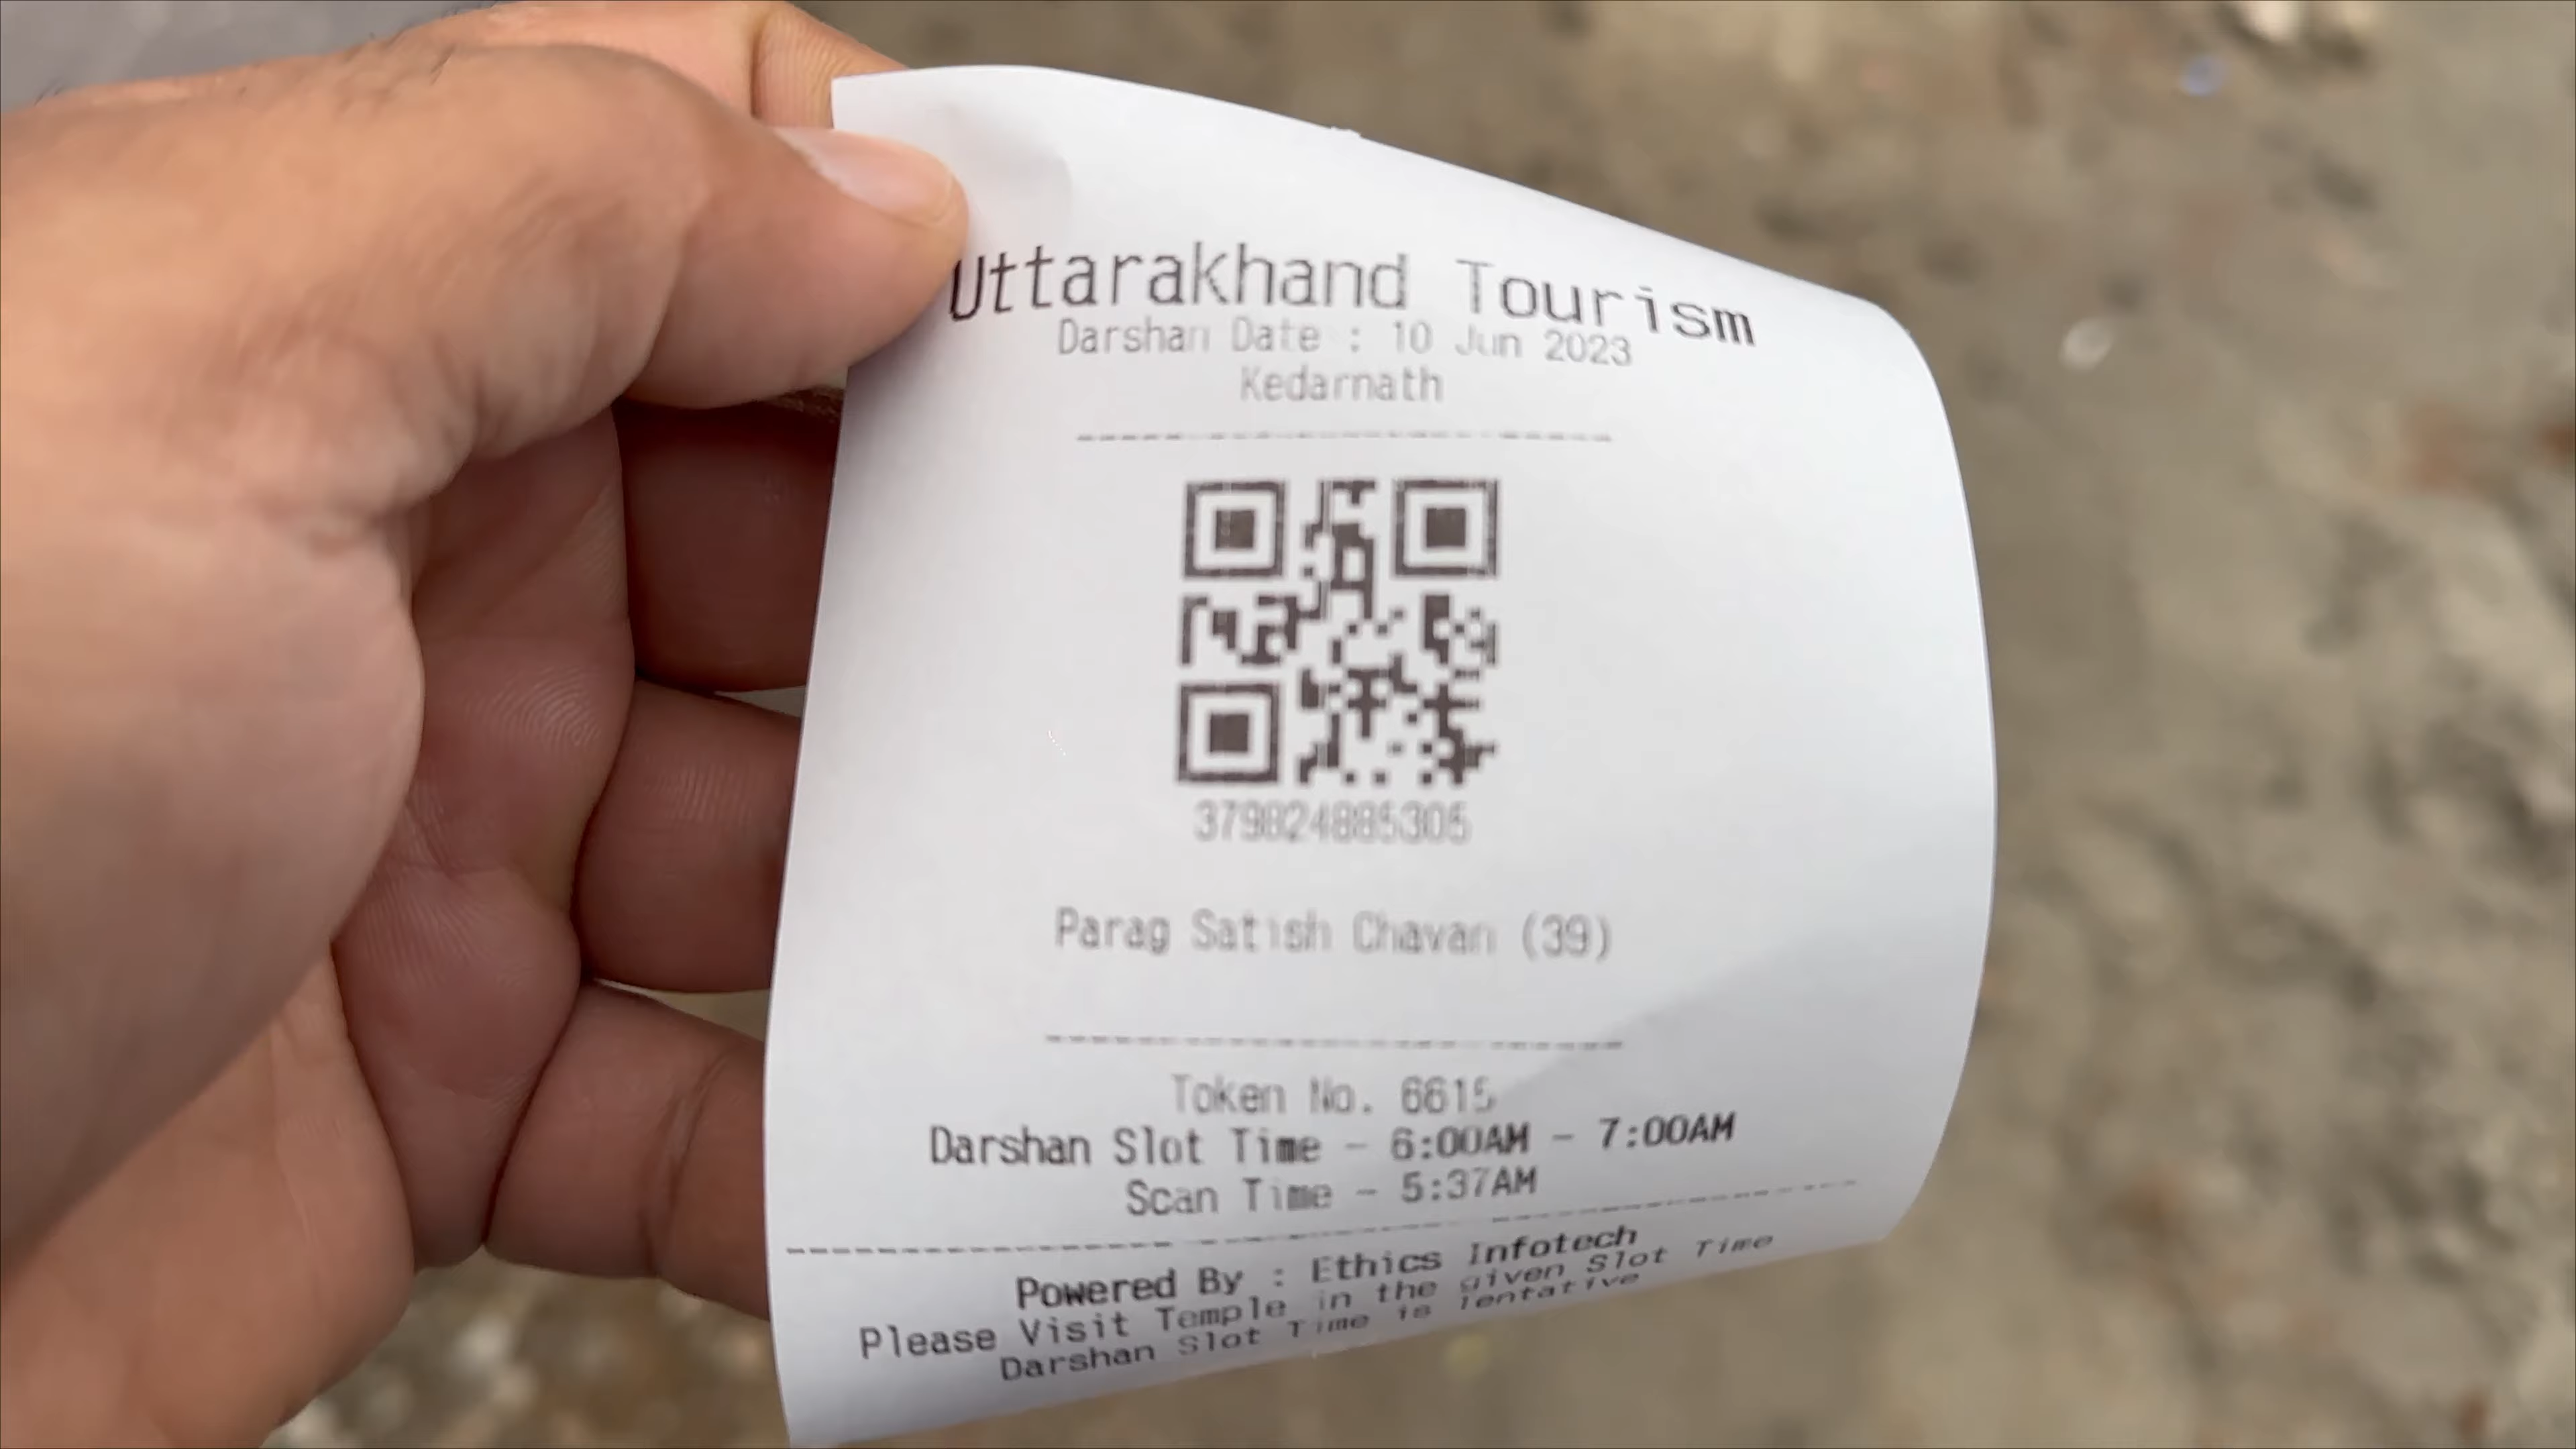 Uttarakhand Tourism
Darshan Date : 10 Jun 2023
Kedarnath
379824885305
Parag Satish Chavan (39)
Token No. 6615
Darshan Slot Time - 6:00AM - 7:00AM
Scan Time - 5:37AM
Powered By : Ethics Infotech
Please Visit Temple in the given Slot Time
Darshan Slot Time is Tentative